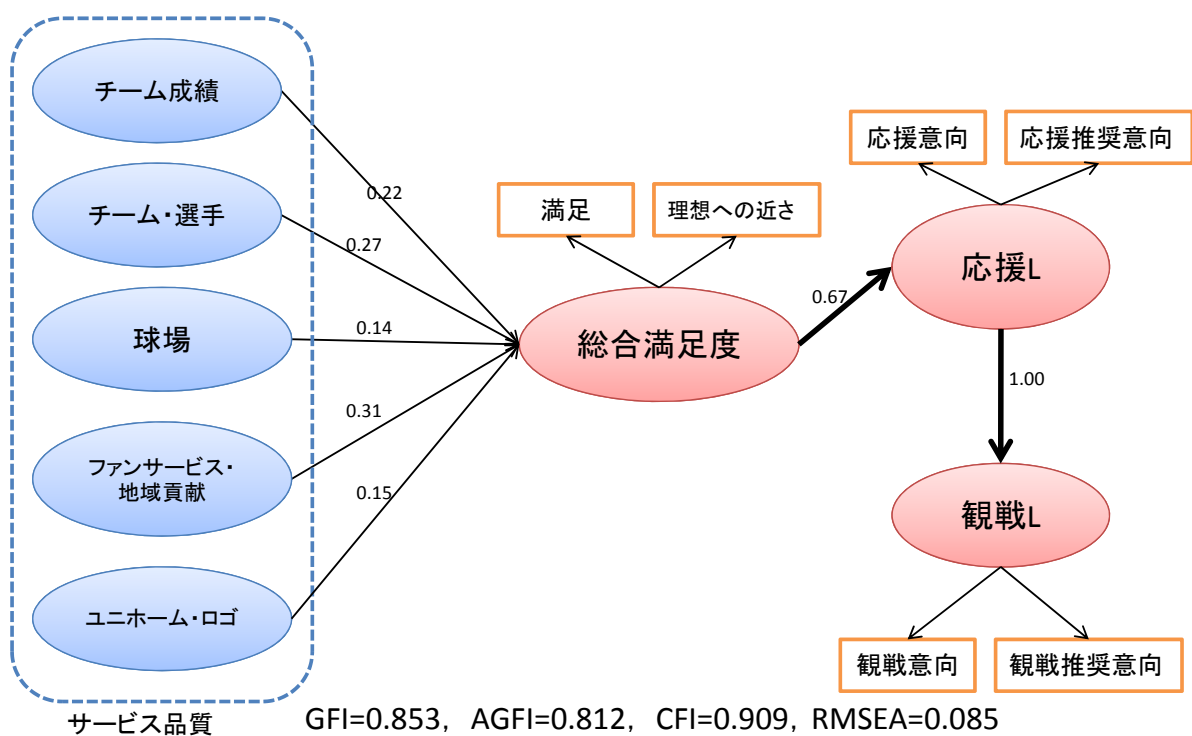 チーム成績
チーム・選手
球場
ファンサービス・
地域貢献
ユニホーム・ロゴ
サービス品質
0.22
0.27
0.14
0.31
0.15
満足
理想への近さ
総合満足度
0.67
応援意向
応援推奨意向
応援L
1.00
観戦L
観戦意向
観戦推奨意向
GFI=0.853, AGFI=0.812, CFI=0.909, RMSEA=0.085